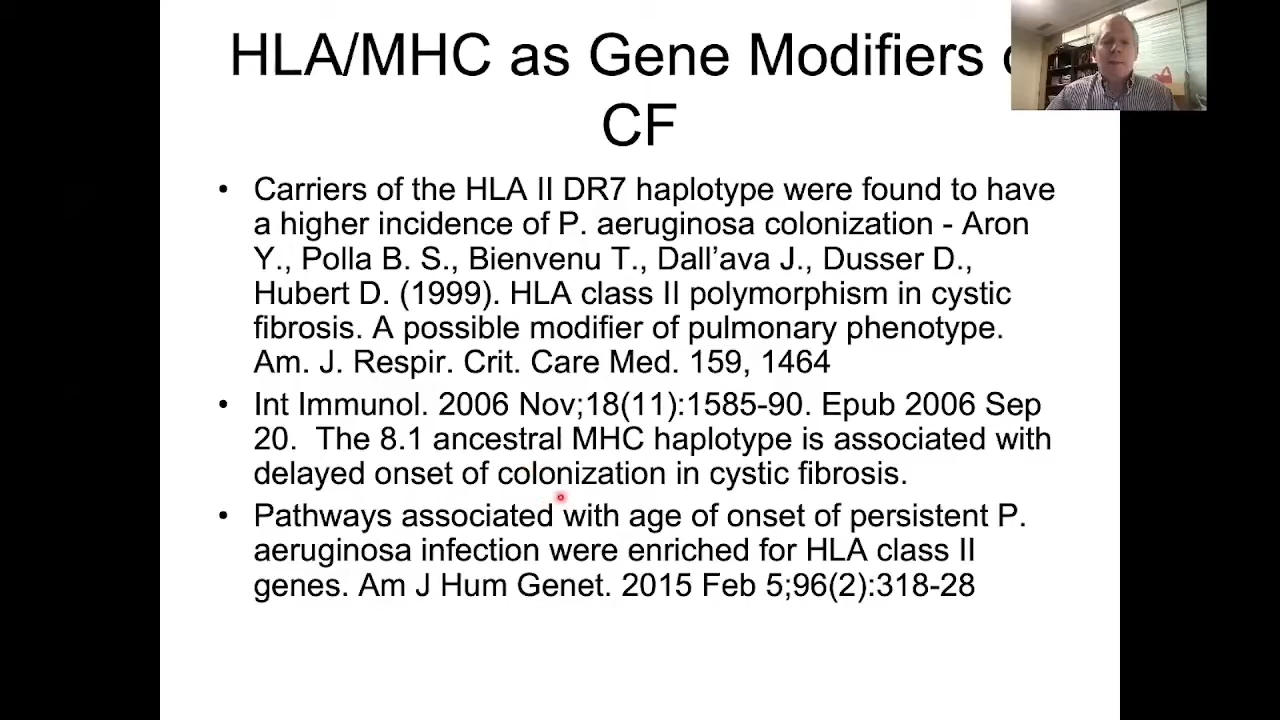 HLA/MHC as Gene Modifiers
CF
• Carriers of the HLA II DR7 haplotype were found to have
a higher incidence of P. aeruginosa colonization - Aron
Y., Polla B. S., Bienvenu T., Dall’ava J., Dusser D.,
Hubert D. (1999). HLA class II polymorphism in cystic
fibrosis. A possible modifier of pulmonary phenotype.
Am. J. Respir. Crit. Care Med. 159, 1464
• Int Immunol. 2006 Nov;18(11):1585-90. Epub 2006 Sep
20.  The 8.1 ancestral MHC haplotype is associated with
delayed onset of colonization in cystic fibrosis.
• Pathways associated with age of onset of persistent P.
aeruginosa infection were enriched for HLA class II
genes. Am J Hum Genet. 2015 Feb 5;96(2):318-28